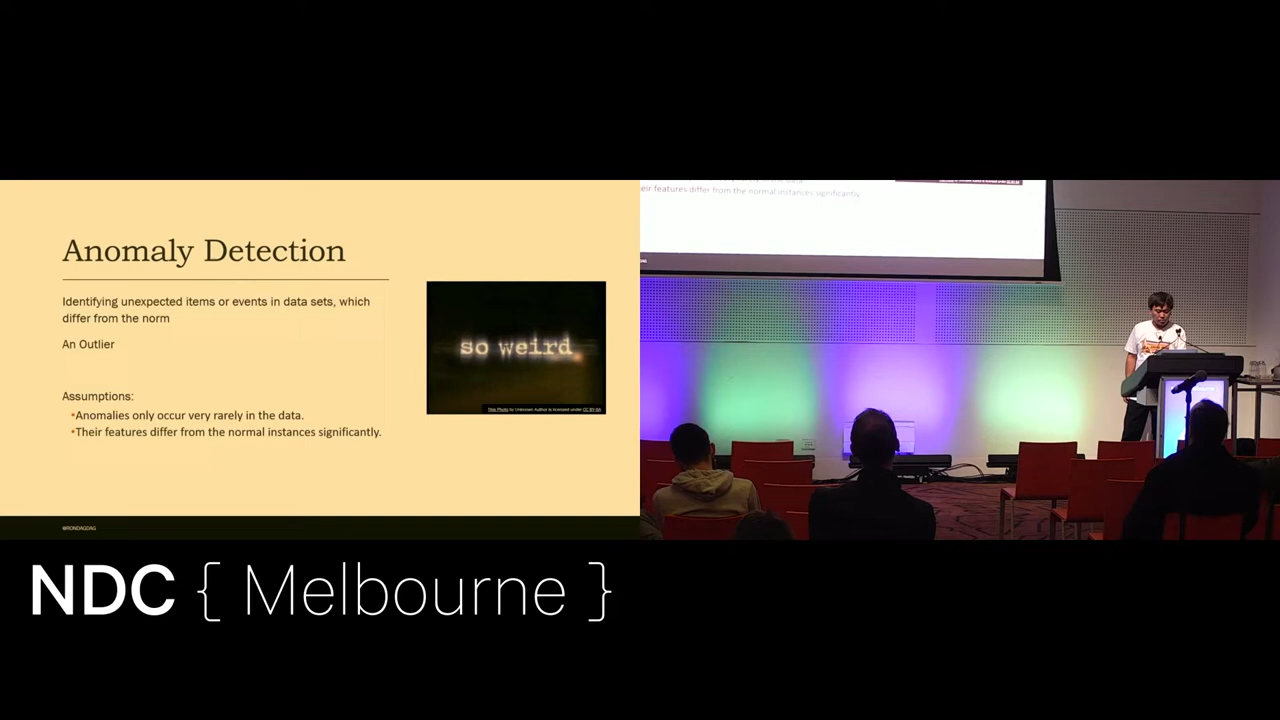 Anomaly Detection
Identifying unexpected items or events in data sets, which
differ from the norm
An Outlier
Assumptions:
•Anomalies only occur very rarely in the data.
•Their features differ from the normal instances significantly.
so weird.
This Photo by Unknown Author is licensed under CC BY-SA
@RONDAGDAG
eir features differ from the normal instances significantly.
NDC { Melbourne }